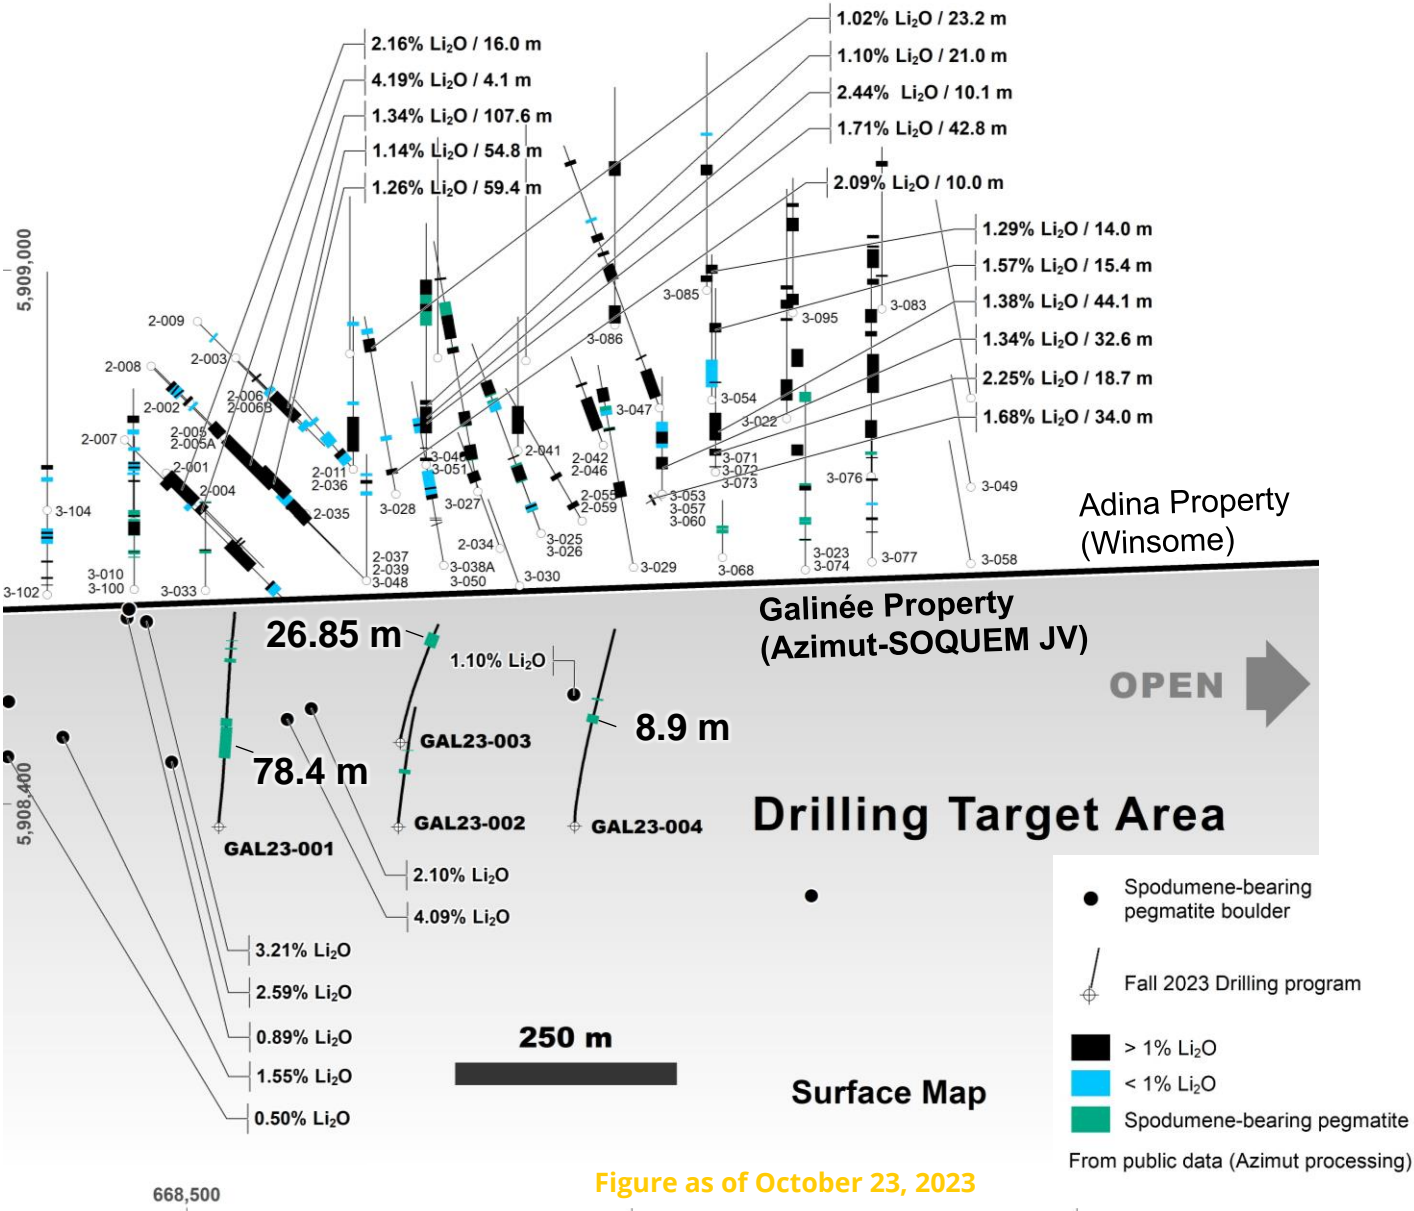 2.16% Li₂O / 16.0 m
4.19% Li₂O / 4.1 m
1.34% Li₂O / 107.6 m
1.14% Li₂O / 54.8 m
1.26% Li₂O / 59.4 m
1.02% Li₂O / 23.2 m
1.10% Li₂O / 21.0 m
2.44% Li₂O / 10.1 m
1.71% Li₂O / 42.8 m
2.09% Li₂O / 10.0 m
1.29% Li₂O / 14.0 m
1.57% Li₂O / 15.4 m
1.38% Li₂O / 44.1 m
1.34% Li₂O / 32.6 m
2.25% Li₂O / 18.7 m
1.68% Li₂O / 34.0 m
5,909,000
2-009
2-003
2-008
2-006
2-006B
2-002
2-005
2-005A
2-007
2-001
2-004
2-011
2-036
2-035
3-104
3-102
3-010
3-100
3-033
2-037
2-039
3-048
3-028
3-051
3-027
2-034
3-038A
3-050
3-030
2-041
3-025
3-026
2-042
2-046
2-055
2-059
3-029
3-086
3-047
3-085
3-054
3-095
3-083
3-022
3-071
3-072
3-073
3-053
3-057
3-060
3-068
3-076
3-023
3-074
3-077
3-049
3-058
Adina Property
(Winsome)
Galinée Property
(Azimut-SOQUEM JV)
OPEN
26.85 m
1.10% Li₂O
8.9 m
78.4 m
GAL23-003
GAL23-002
GAL23-004
GAL23-001
5,908,400
Drilling Target Area
2.10% Li₂O
4.09% Li₂O
3.21% Li₂O
2.59% Li₂O
0.89% Li₂O
1.55% Li₂O
0.50% Li₂O
250 m
Surface Map
Spodumene-bearing
pegmatite boulder
Fall 2023 Drilling program
> 1% Li₂O
< 1% Li₂O
Spodumene-bearing pegmatite
From public data (Azimut processing)
Figure as of October 23, 2023
668,500